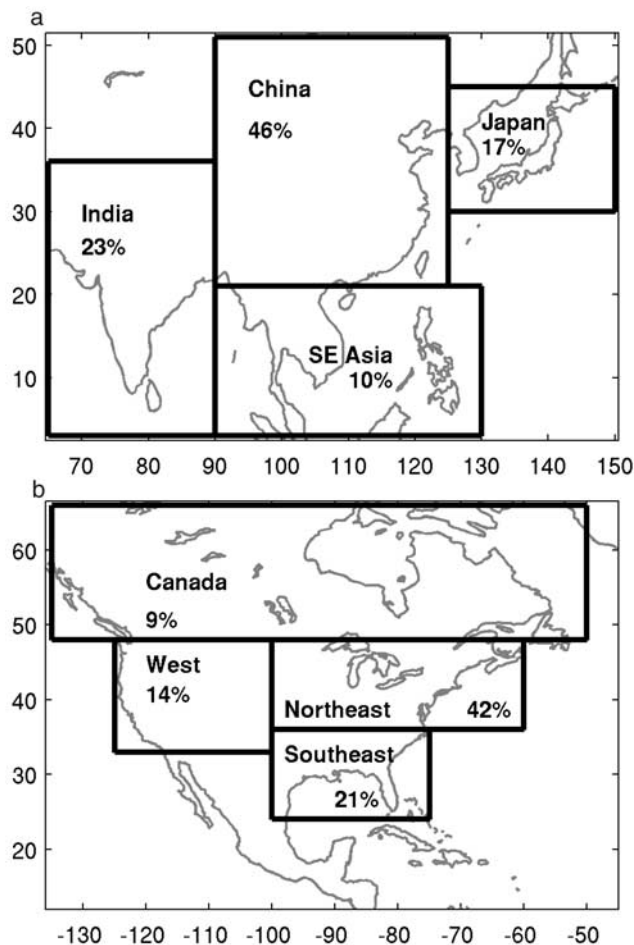 a
50
40
30
20
10
China
46%
Japan
17%
India
23%
SE Asia
10%
70 80 90 100 110 120 130 140 150
b
60
50
40
30
20
Canada
9%
West
14%
Northeast 42%
Southeast
21%
-130 -120 -110 -100 -90 -80 -70 -60 -50